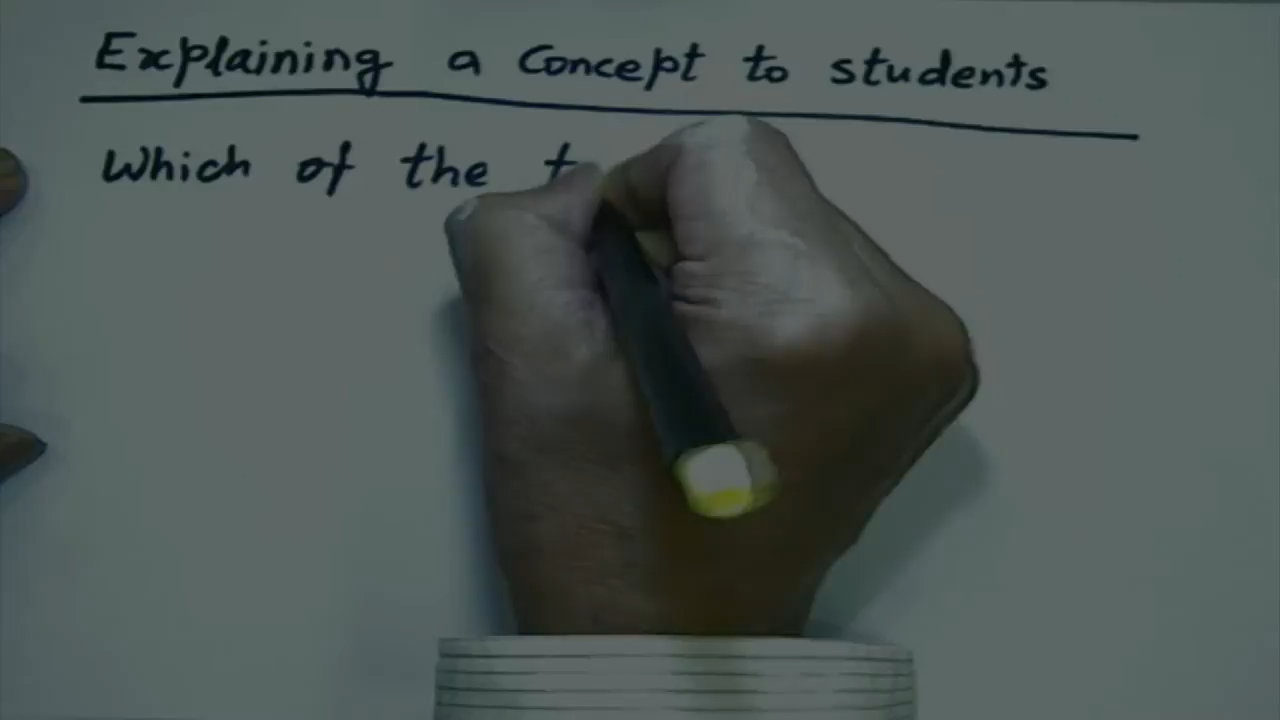 Explaining a Concept to students
Which of the